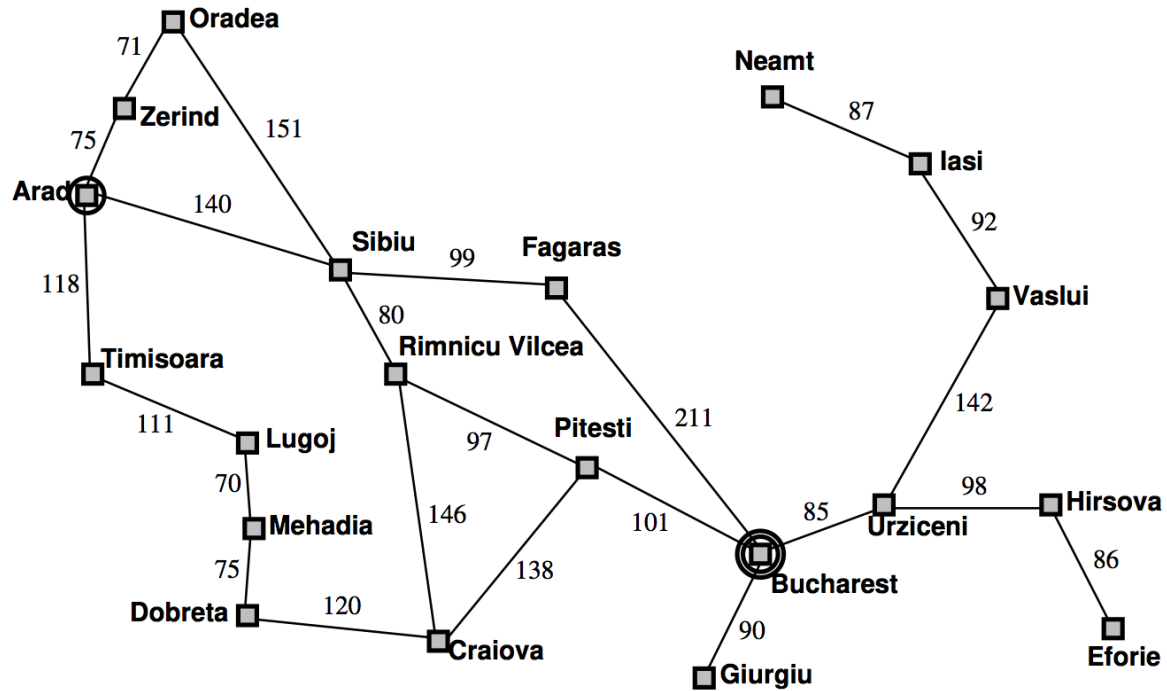 Oradea
71
Neamt
Zerind
87
75
151
Iasi
Arad
140
92
Sibiu
Fagaras
99
118
Vaslui
80
Rimnicu Vilcea
Timisoara
142
111
Lugoj
97
Pitesti
211
70
98
Hirsova
146
101
85
Urziceni
Mehadia
86
75
138
Bucharest
Dobreta
120
90
Craiova
Giurgiu
Eforie